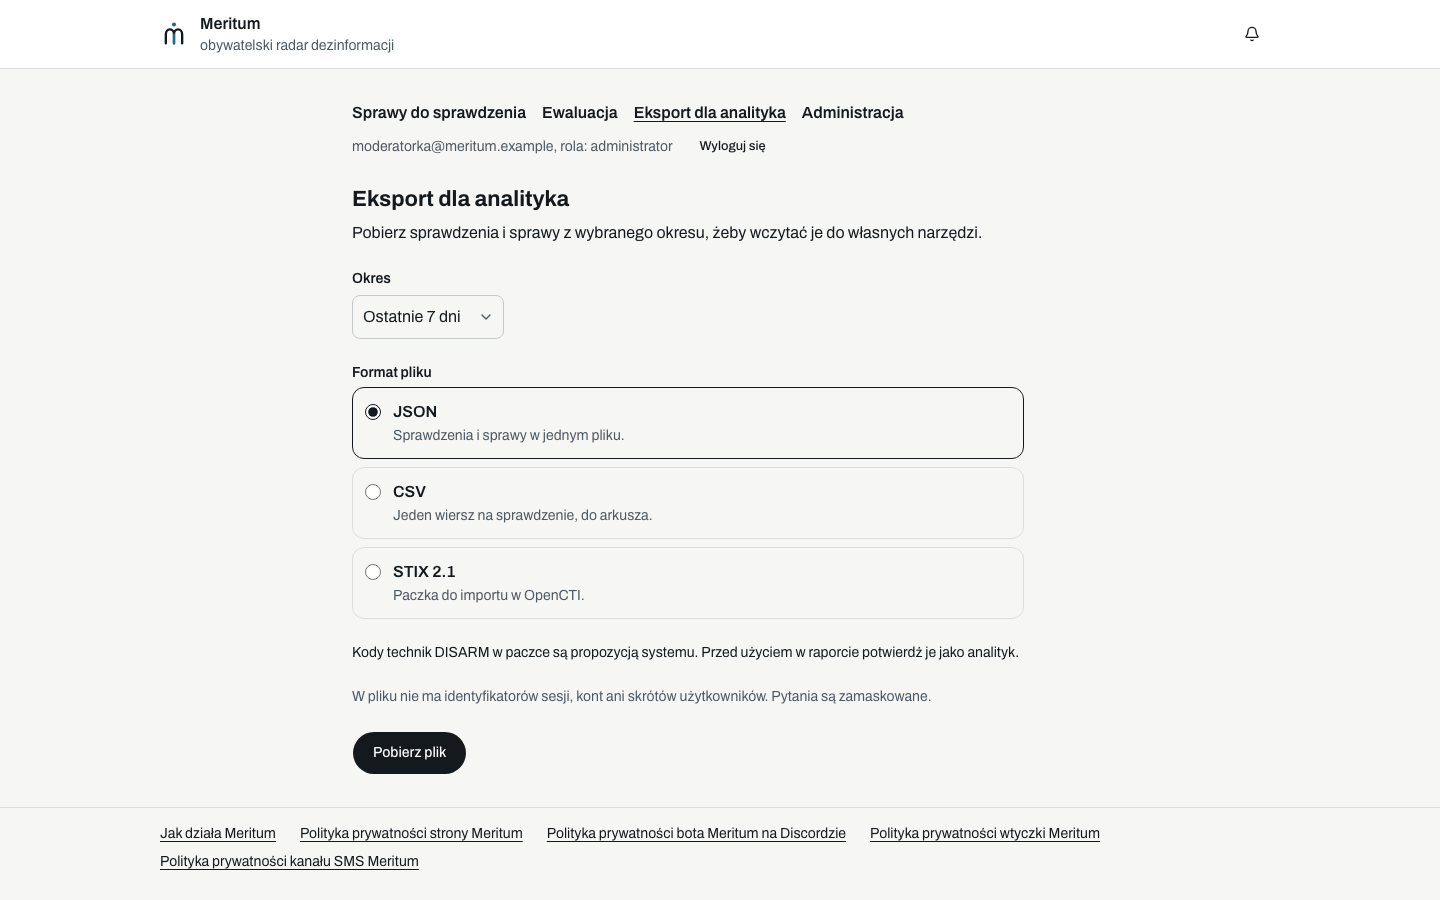 Meritum
obywatelski radar dezinformacji
Sprawy do sprawdzenia Ewaluacja Eksport dla analityka Administracja
moderatorka@meritum.example, rola: administrator Wyloguj się
Eksport dla analityka
Pobierz sprawdzenia i sprawy z wybranego okresu, żeby wczytać je do własnych narzędzi.
Okres
Ostatnie 7 dni
Format pliku
JSON
Sprawdzenia i sprawy w jednym pliku.
CSV
Jeden wiersz na sprawdzenie, do arkusza.
STIX 2.1
Paczka do importu w OpenCTI.
Kody technik DISARM w paczce są propozycją systemu. Przed użyciem w raporcie potwierdź je jako analityk.
W pliku nie ma identyfikatorów sesji, kont ani skrótów użytkowników. Pytania są zamaskowane.
Pobierz plik
Jak działa Meritum Polityka prywatności strony Meritum Polityka prywatności bota Meritum na Discordzie Polityka prywatności wtyczki Meritum
Polityka prywatności kanału SMS Meritum